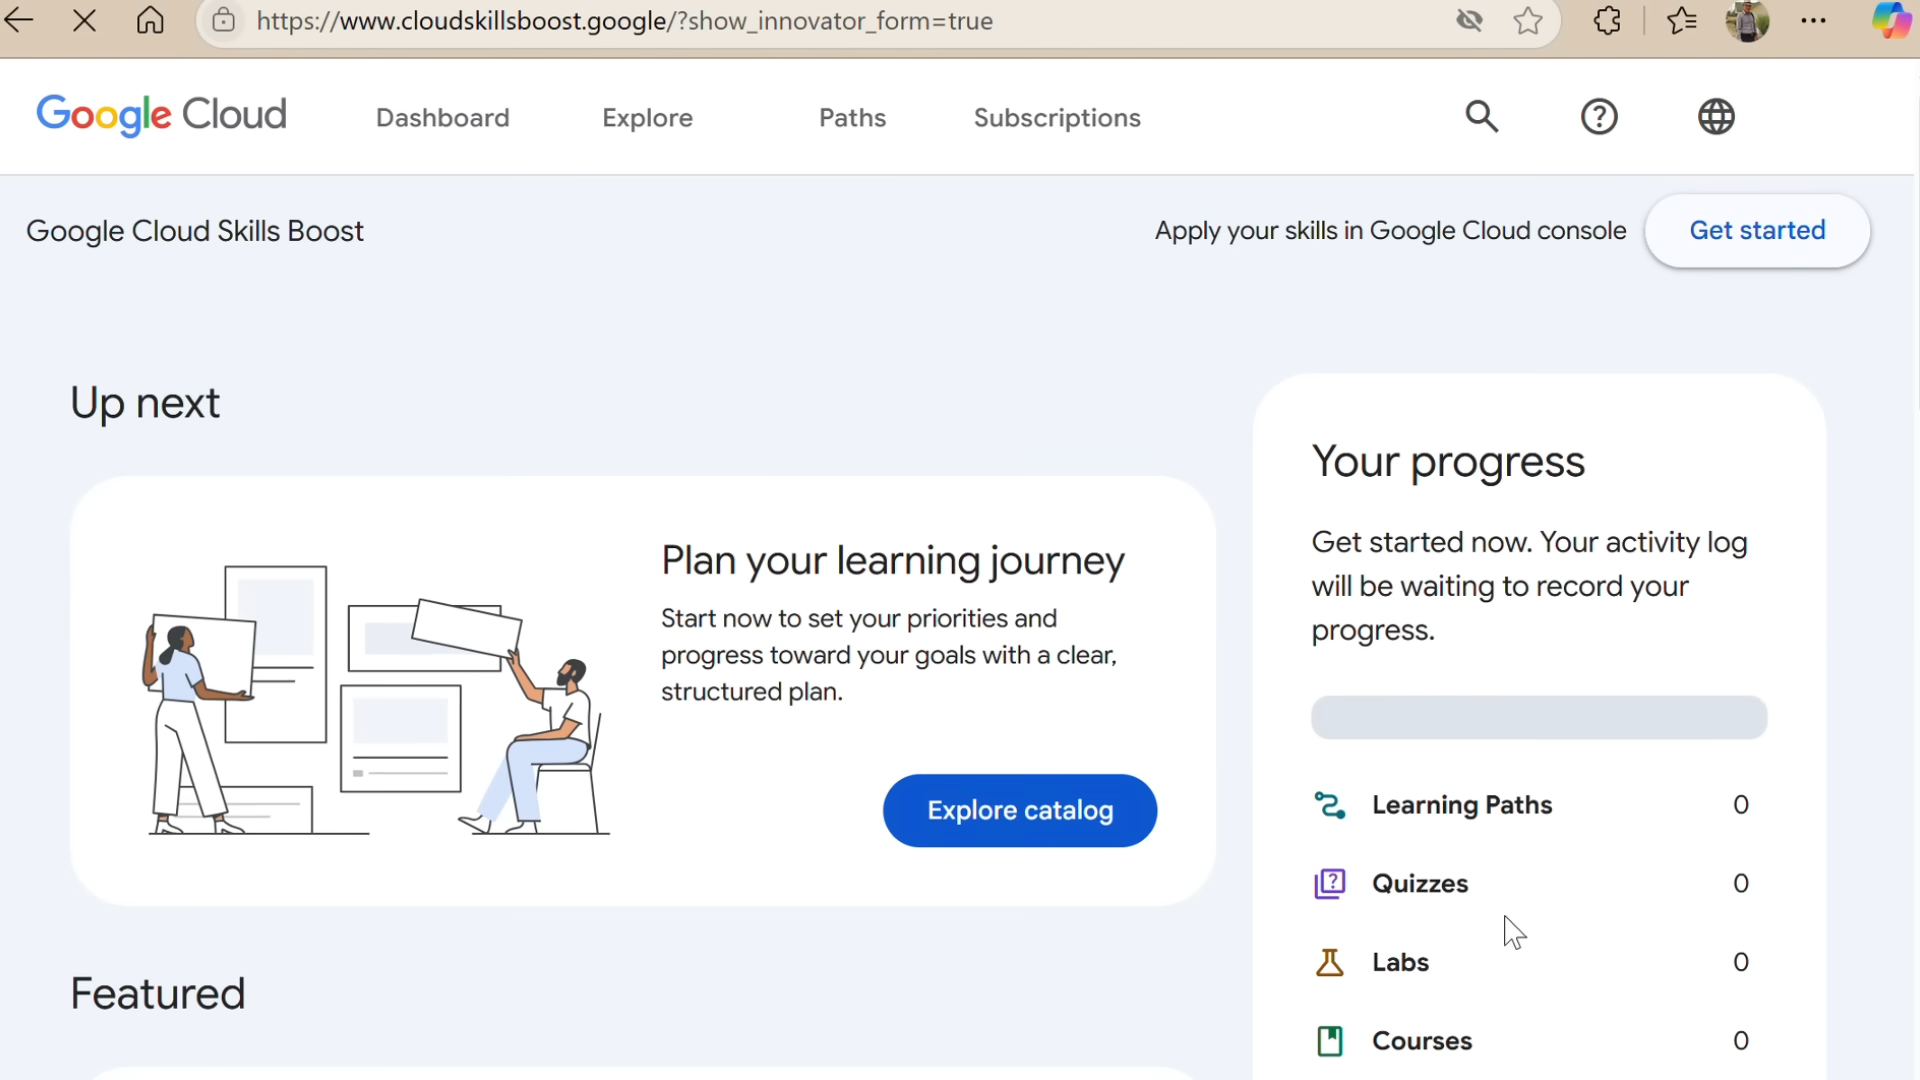 https://www.cloudskillsboost.google/?show_innovator_form=true
Google Cloud
Dashboard
Explore
Paths
Subscriptions
Google Cloud Skills Boost
Apply your skills in Google Cloud console
Get started
Up next
Plan your learning journey
Start now to set your priorities and
progress toward your goals with a clear,
structured plan.
Explore catalog
Featured
Your progress
Get started now. Your activity log
will be waiting to record your
progress.
Learning Paths 0
Quizzes 0
Labs 0
Courses 0